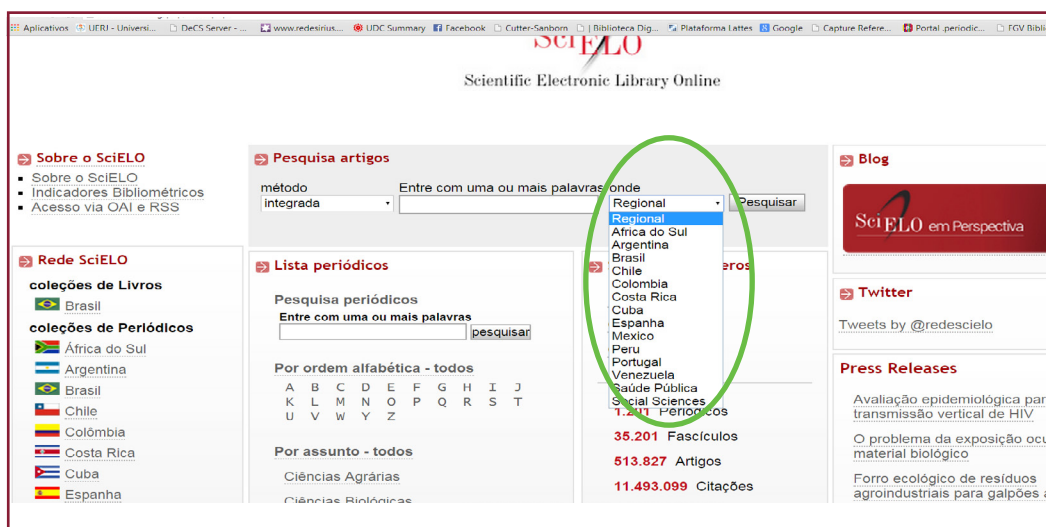 Aplicativos UERJ - Universi... DeCS Server - ... www.redesirius... UDC Summary Facebook Cutter-Sanborn | Biblioteca Dig... Plataforma Lattes Google Capture Refere... Portal .periodic... FGV Bibli
SciELO
Scientific Electronic Library Online
Sobre o SciELO
Sobre o SciELO
Indicadores Bibliométricos
Acesso via OAI e RSS
Rede SciELO
coleções de Livros
Brasil
coleções de Periódicos
África do Sul
Argentina
Brasil
Chile
Colômbia
Costa Rica
Cuba
Espanha
Pesquisa artigos
método
Entre com uma ou mais palavras onde
integrada
Regional
Pesquisar
Regional
Africa do Sul
Argentina
Brasil
Chile
Colombia
Costa Rica
Cuba
Espanha
Mexico
Peru
Portugal
Venezuela
Saúde Pública
Social Sciences
Lista periódicos
Pesquisa periódicos
Entre com uma ou mais palavras
pesquisar
Por ordem alfabética - todos
A B C D E F G H I J
K L M N O P Q R S T
U V W Y Z
Por assunto - todos
Ciências Agrárias
Ciências Biológicas
eros
Periódicos
35.201 Fascículos
513.827 Artigos
11.493.099 Citações
Blog
SciELO em Perspectiva
Twitter
Tweets by @redescielo
Press Releases
Avaliação epidemiológica par
transmissão vertical de HIV
O problema da exposição ocu
material biológico
Forro ecológico de resíduos
agroindustriais para galpões a